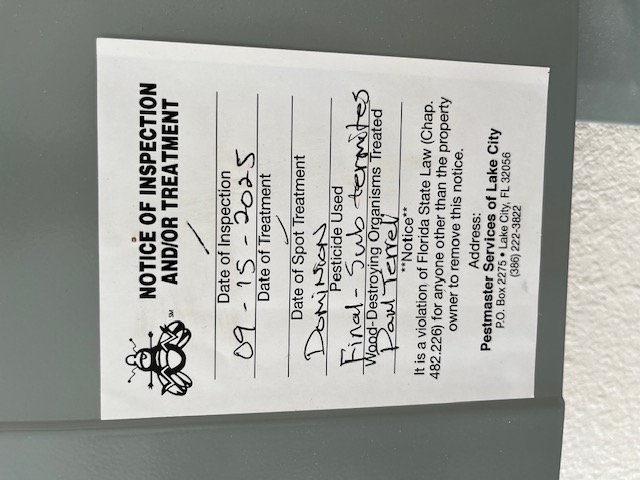 NOTICE OF INSPECTION
AND/OR TREATMENT
SM
Date of Inspection
09-15-2025
Date of Treatment
Date of Spot Treatment
DOMINION
Pesticide Used
Final - Sub termites
Wood-Destroying Organisms Treated
Paul Terrel
**Notice**
It is a violation of Florida State Law (Chap.
482.226) for anyone other than the property
owner to remove this notice.
Address:
Pestmaster Services of Lake City
P.O. Box 2275 • Lake City, FL 32056
(386) 222-3822